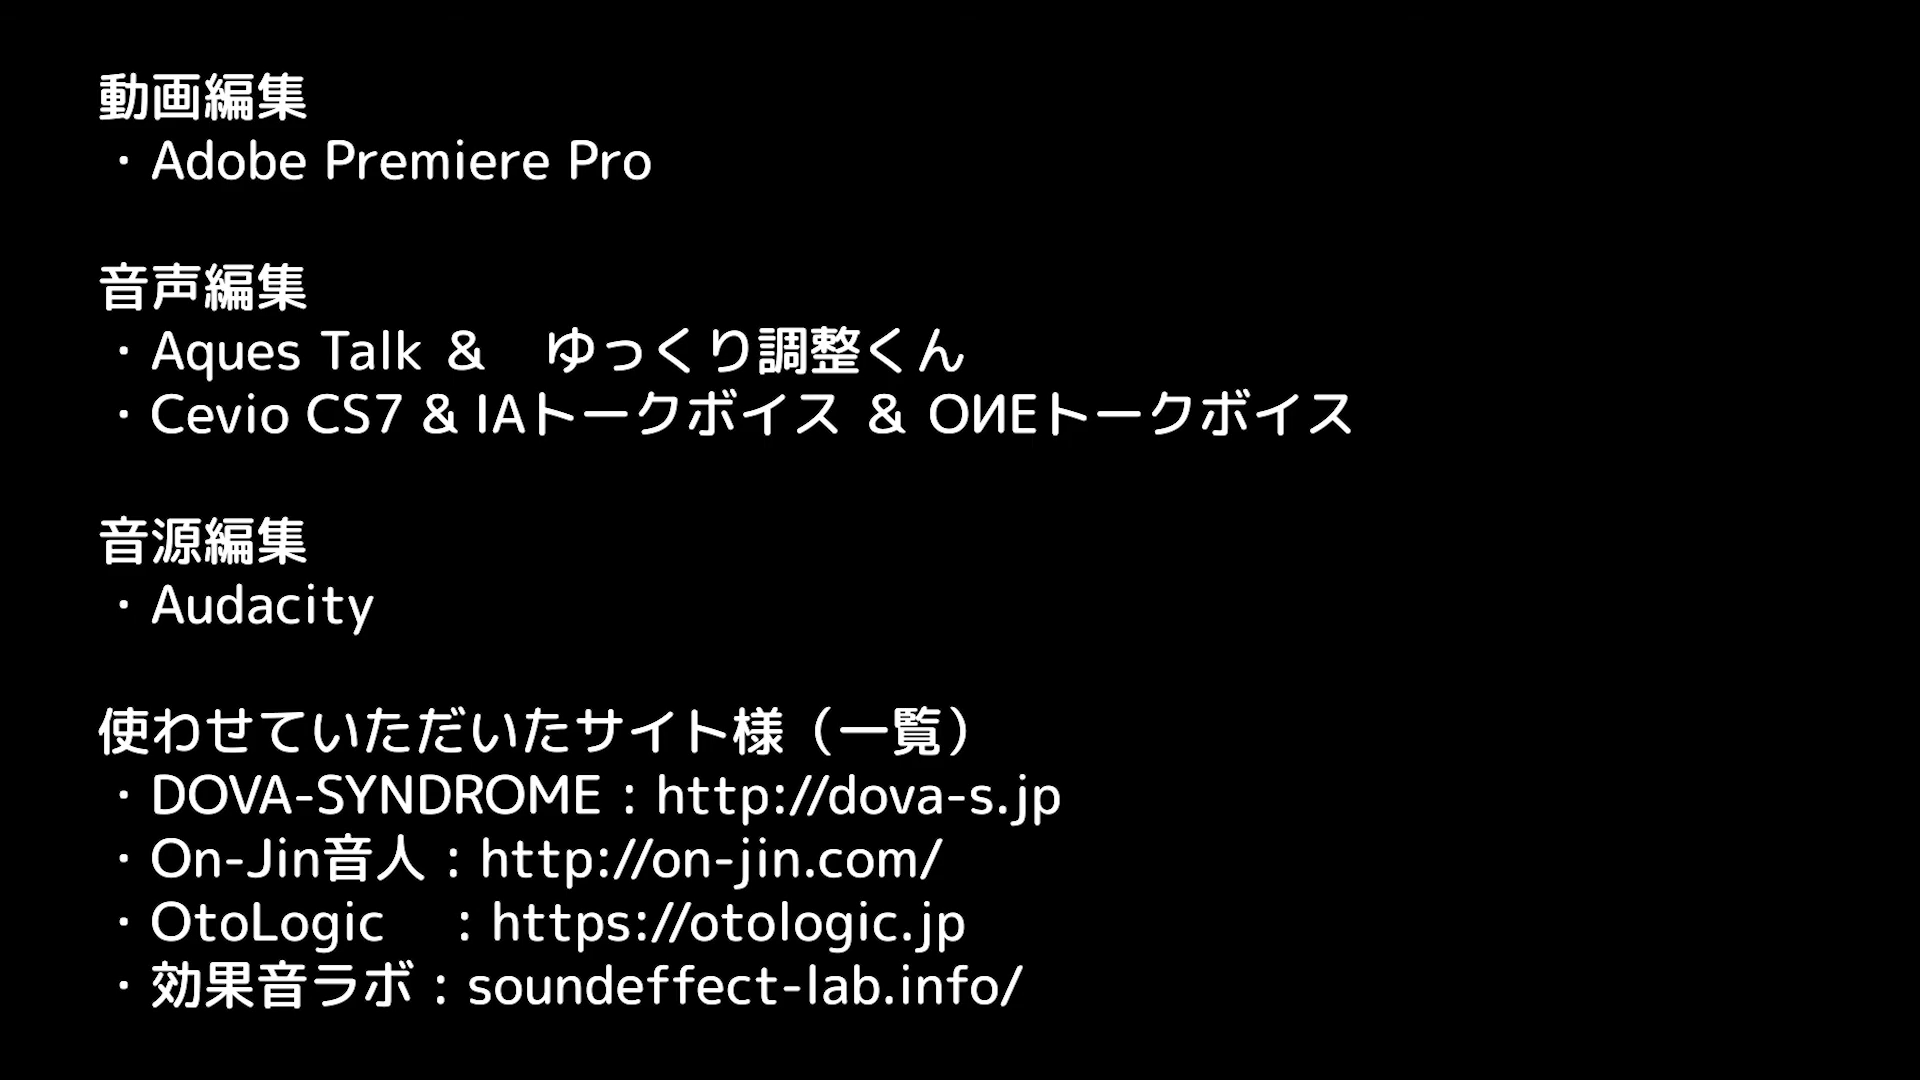 動画編集
・Adobe Premiere Pro
音声編集
・Aques Talk ＆　ゆっくり調整くん
・Cevio CS7 & IAトークボイス ＆ OИEトークボイス
音源編集
・Audacity
使わせていただいたサイト様（一覧）
・DOVA-SYNDROME：http://dova-s.jp
・On-Jin音人：http://on-jin.com/
・OtoLogic　：https://otologic.jp
・効果音ラボ：soundeffect-lab.info/